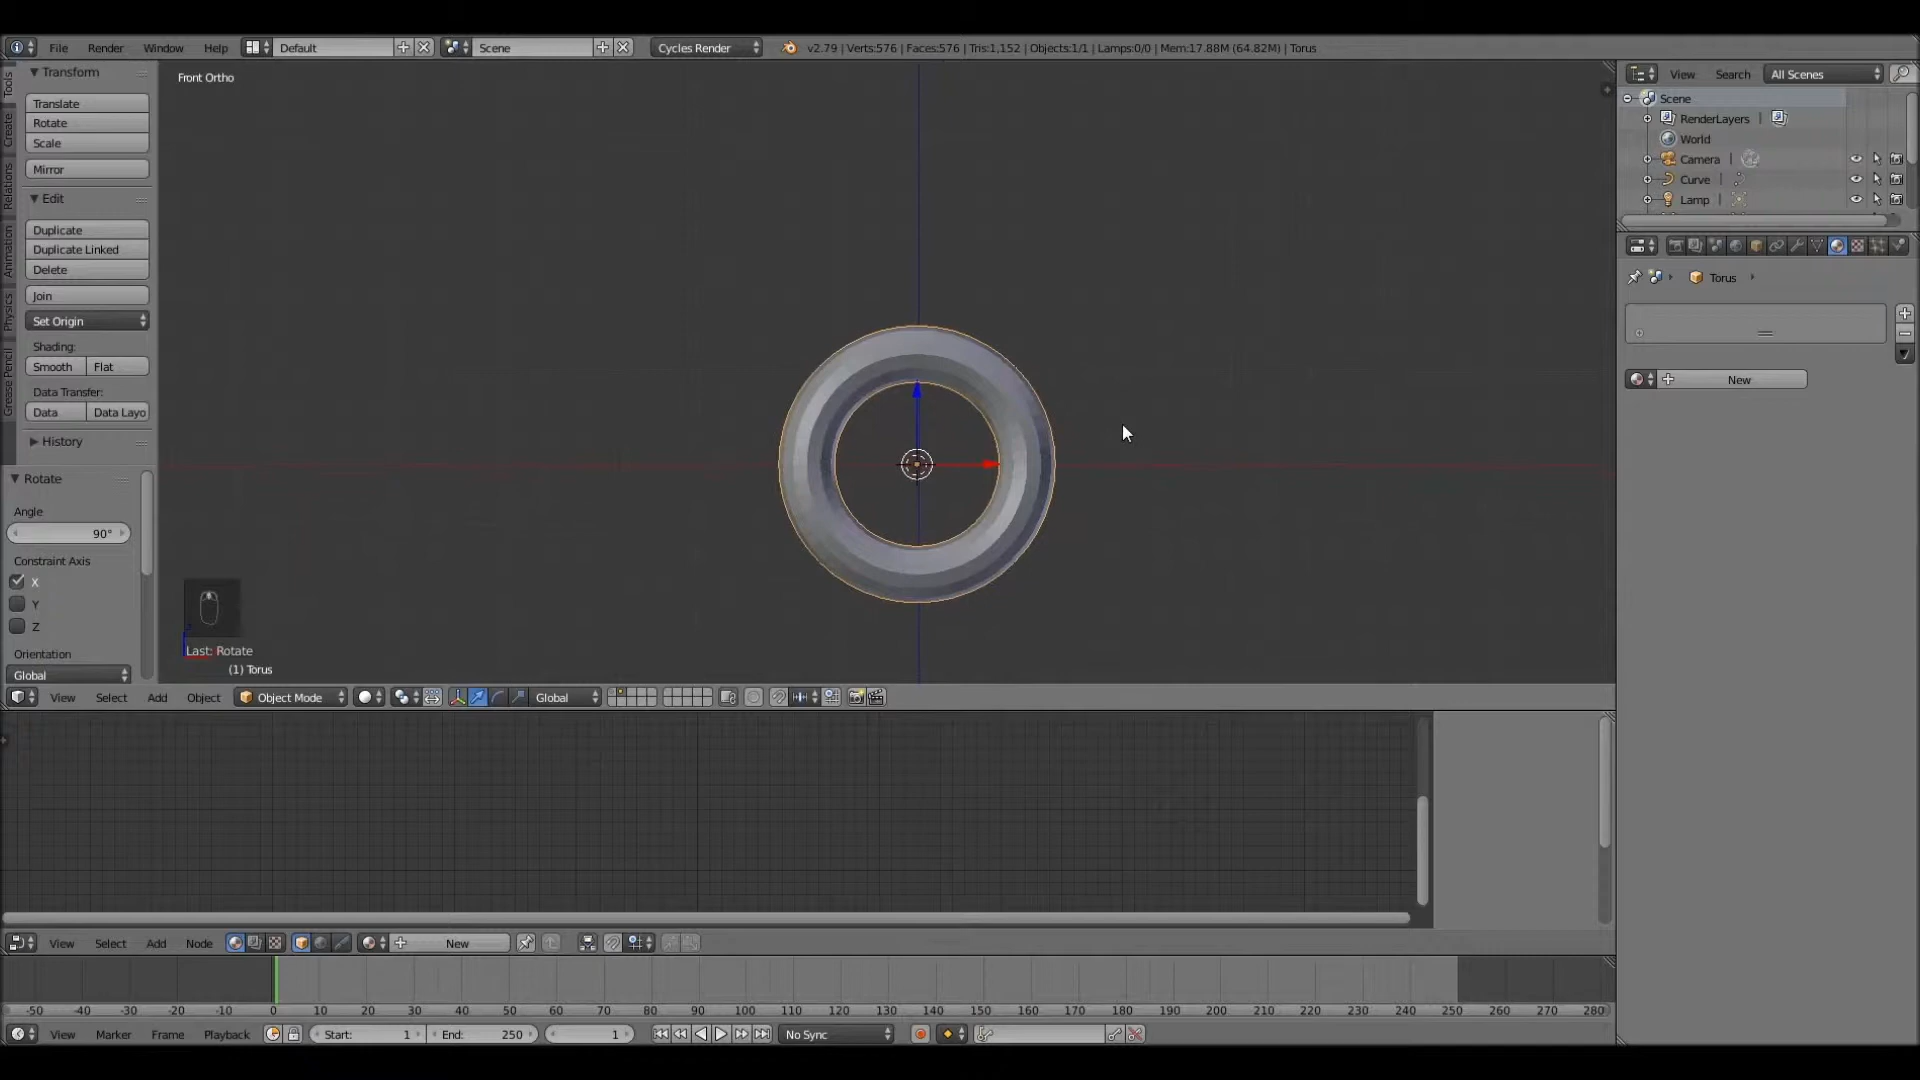 File Render Window Help Default Scene Cycles Render v2.79 | Verts:576 | Faces:576 | Tris:1,152 | Objects:1/1 | Lamps:0/0 | Mem:17.88M (64.82M) | Torus
Tools
Create
Relations
Animation
Physics
Grease Pencil
Transform
Translate
Rotate
Scale
Mirror
Edit
Duplicate
Duplicate Linked
Delete
Join
Set Origin
Shading:
Smooth Flat
Data Transfer:
Data Data Layo
History
Rotate
Angle
90°
Constraint Axis
X
Y
Z
Orientation
Global
Front Ortho
Last: Rotate
(1) Torus
View Select Add Object Object Mode Global
View Search All Scenes
Scene
RenderLayers |
World
Camera |
Curve |
Lamp |
Torus
New
View Select Add Node New
-50 -40 -30 -20 -10 0 10 20 30 40 50 60 70 80 90 100 110 120 130 140 150 160 170 180 190 200 210 220 230 240 250 260 270 280
View Marker Frame Playback Start: 1 End: 250 1 No Sync